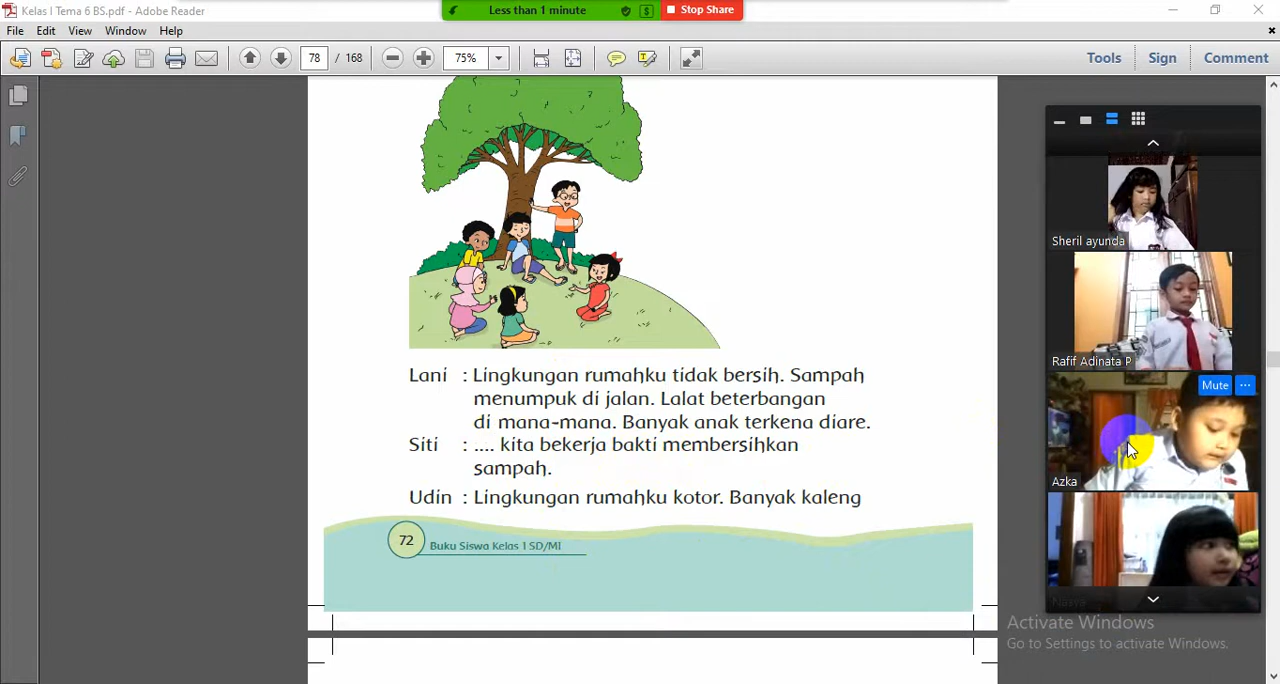 Kelas I Tema 6 BS.pdf - Adobe Reader
Less than 1 minute
Stop Share
File Edit View Window Help
78 / 168
75%
Tools Sign Comment
Sheril ayunda
Rafif Adinata P
Mute
Azka
Nasya
Lani : Lingkungan rumahku tidak bersih. Sampah
menumpuk di jalan. Lalat beterbangan
di mana-mana. Banyak anak terkena diare.
Siti : .... kita bekerja bakti membersihkan
sampah.
Udin : Lingkungan rumahku kotor. Banyak kaleng
72 Buku Siswa Kelas 1 SD/MI
Activate Windows
Go to Settings to activate Windows.